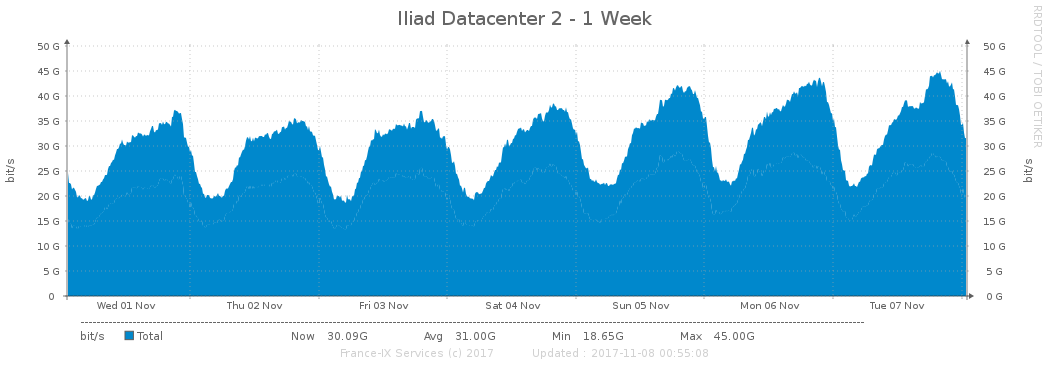 Iliad Datacenter 2 - 1 Week
RRDTOOL / TOBI OETIKER
50 G 50 G
45 G 45 G
40 G 40 G
35 G 35 G
30 G 30 G
25 G 25 G
20 G 20 G
15 G 15 G
10 G 10 G
5 G 5 G
0 0 G
bit/s bit/s
Wed 01 Nov Thu 02 Nov Fri 03 Nov Sat 04 Nov Sun 05 Nov Mon 06 Nov Tue 07 Nov
bit/s Total Now 30.09G Avg 31.00G Min 18.65G Max 45.00G
France-IX Services (c) 2017 Updated : 2017-11-08 00:55:08